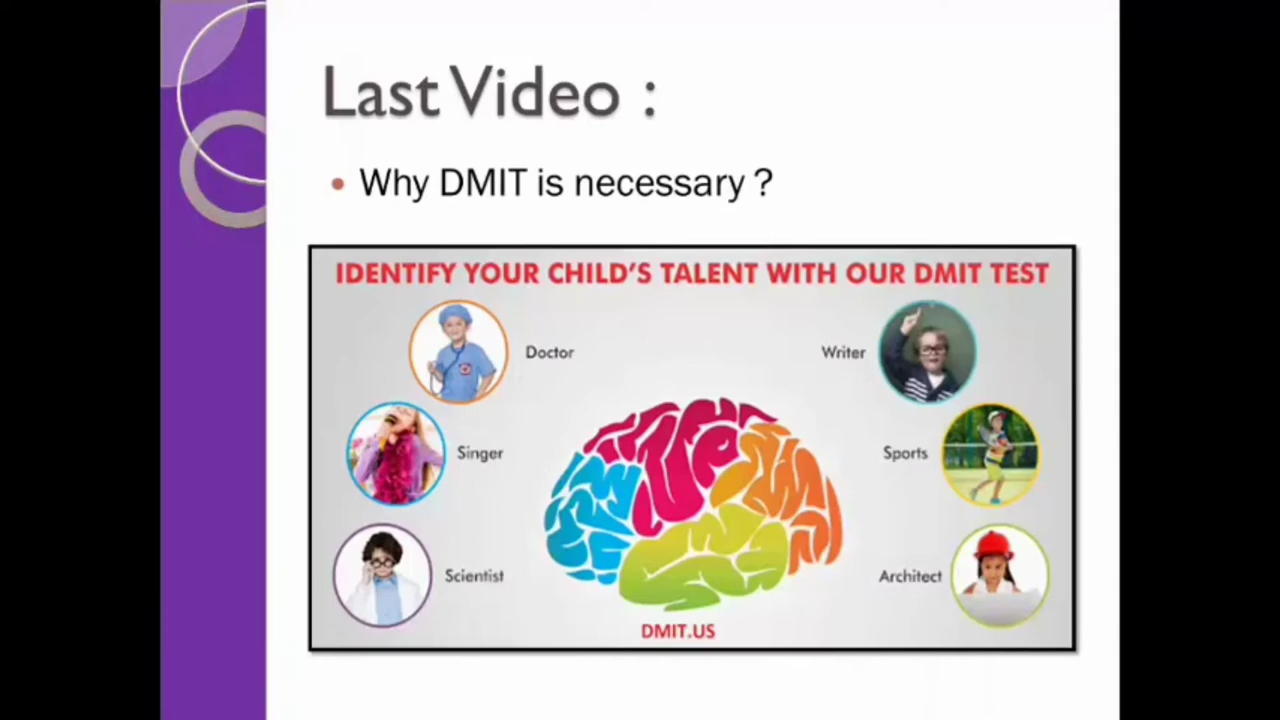 Last Video :
• Why DMIT is necessary ?
IDENTIFY YOUR CHILD'S TALENT WITH OUR DMIT TEST
Doctor
Writer
Singer
Sports
Scientist
Architect
DMIT.US